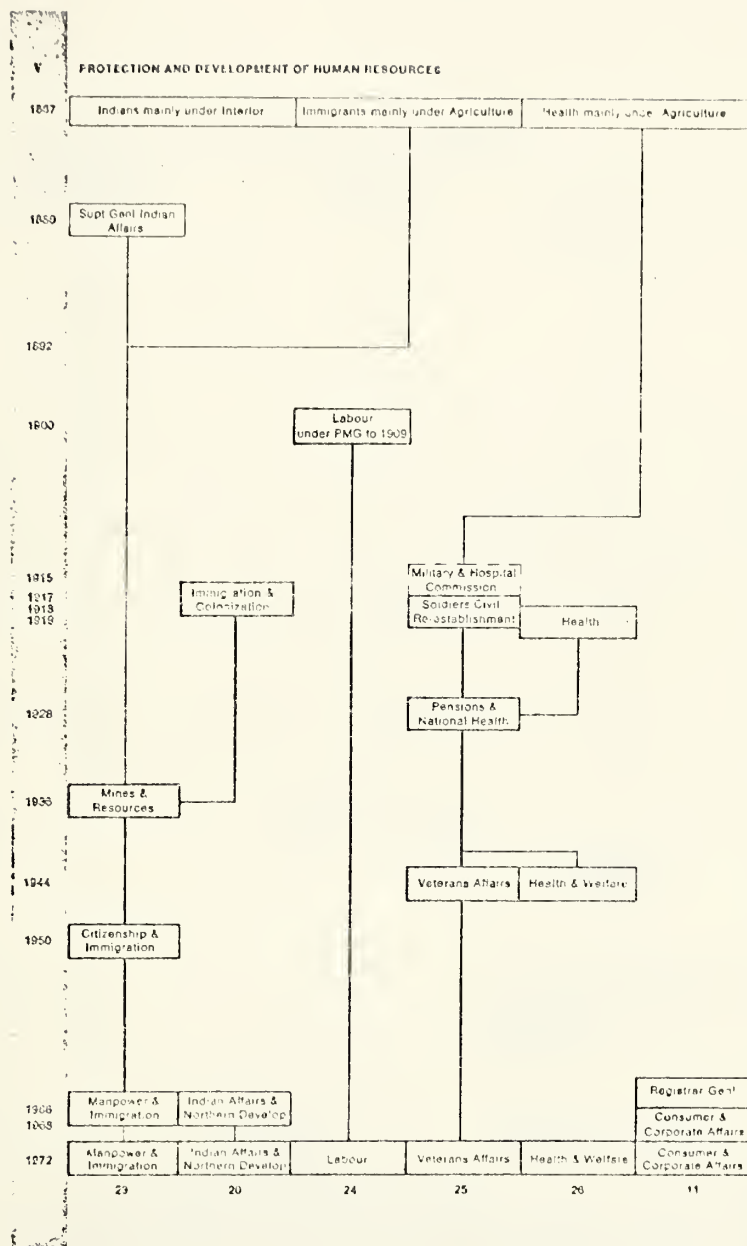 V PROTECTION AND DEVELOPMENT OF HUMAN RESOURCES
1867 Indians mainly under Interior Immigrants mainly under Agriculture Health mainly under Agriculture
1880 Supt Genl Indian
Affairs
1892
1900 Labour
under PMG to 1909
1915 Military & Hospital
Commission
1917 Immigration &
Colonization
1918 Soldiers Civil
Re-establishment
1919 Health
1928 Pensions &
National Health
1936 Mines &
Resources
1944 Veterans Affairs Health & Welfare
1950 Citizenship &
Immigration
Registrar Genl
1966 Manpower & Indian Affairs &
Immigration Northern Develop
1968 Consumer &
Corporate Affairs
1972 Manpower & Indian Affairs & Labour Veterans Affairs Health & Welfare Consumer &
Immigration Northern Develop Corporate Affairs
23 20 24 25 26 11